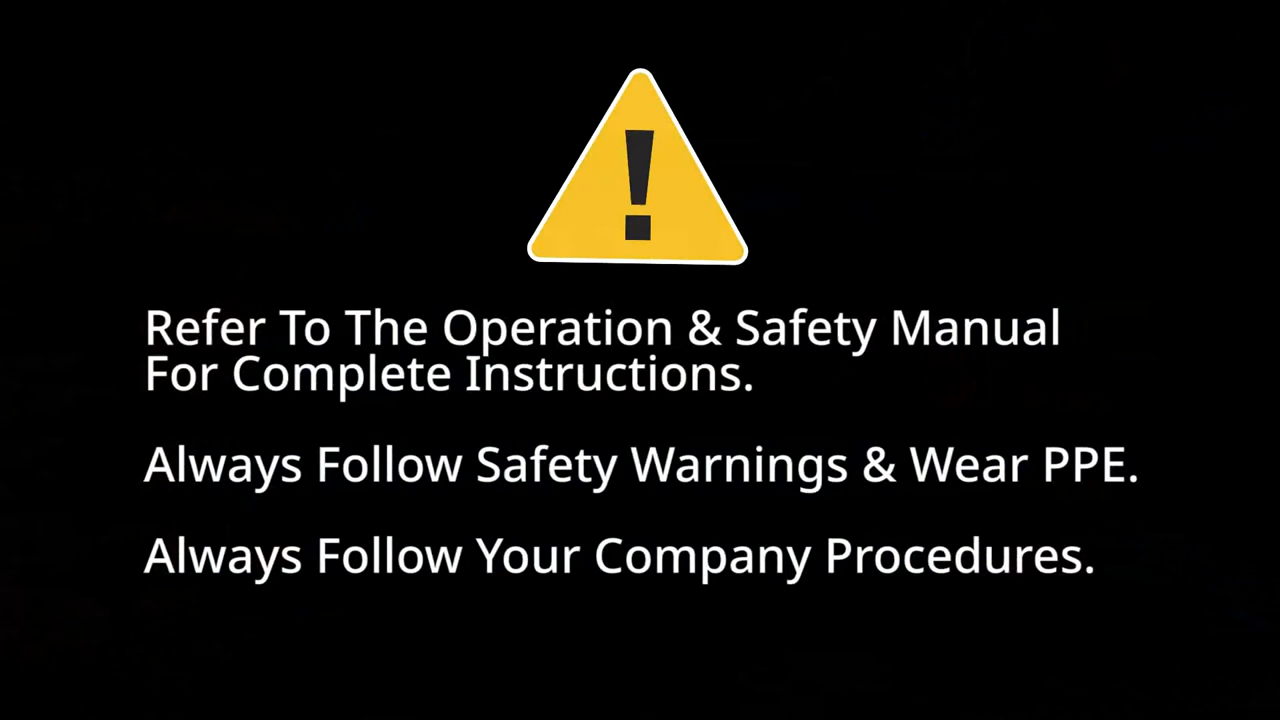 Refer To The Operation & Safety Manual
For Complete Instructions.
Always Follow Safety Warnings & Wear PPE.
Always Follow Your Company Procedures.